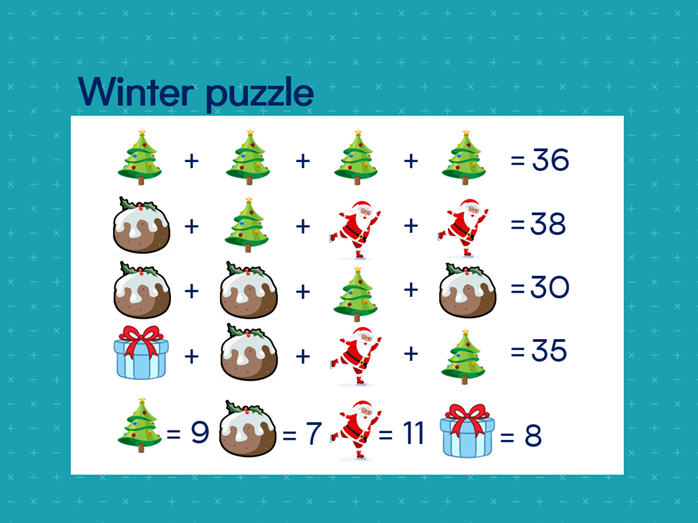 Winter puzzle
+ + + = 36
+ + + = 38
+ + + = 30
+ + + = 35
= 9 = 7 = 11 = 8